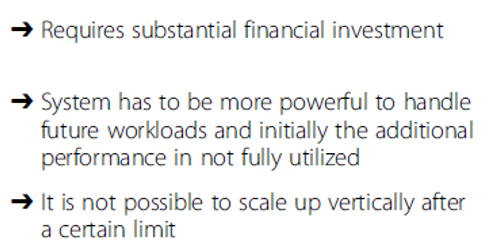 ➔ Requires substantial financial investment
➔ System has to be more powerful to handle
future workloads and initially the additional
performance in not fully utilized
➔ It is not possible to scale up vertically after
a certain limit